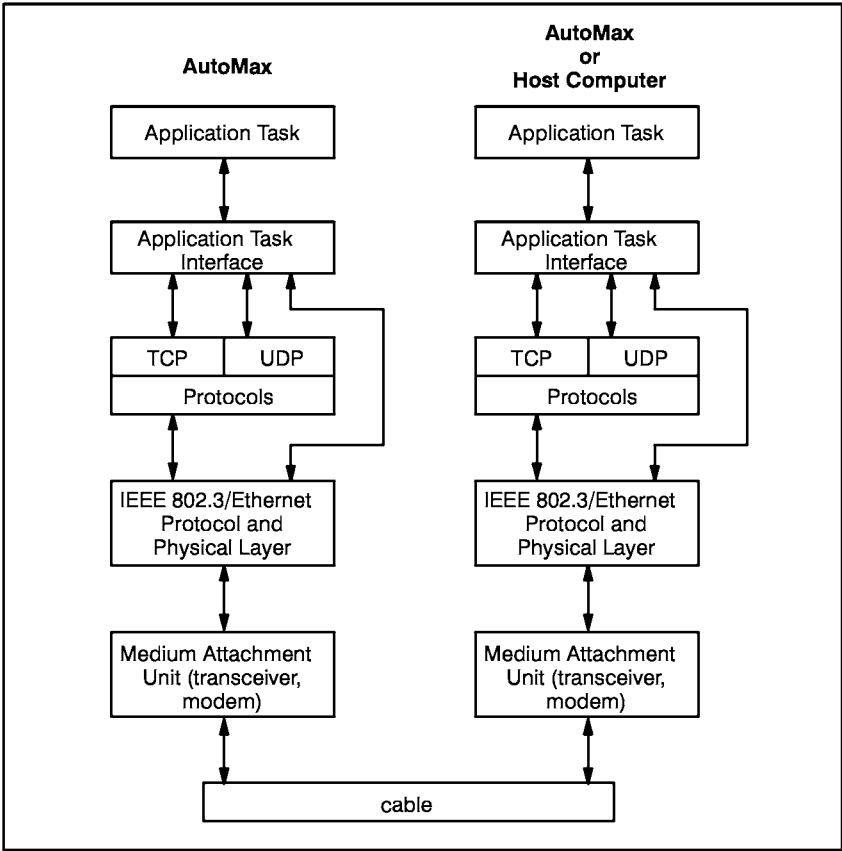 AutoMax
Application Task
Application Task
Interface
TCP
UDP
Protocols
IEEE 802.3/Ethernet
Protocol and
Physical Layer
Medium Attachment
Unit (transceiver,
modem)
AutoMax
or
Host Computer
Application Task
Application Task
Interface
TCP
UDP
Protocols
IEEE 802.3/Ethernet
Protocol and
Physical Layer
Medium Attachment
Unit (transceiver,
modem)
cable